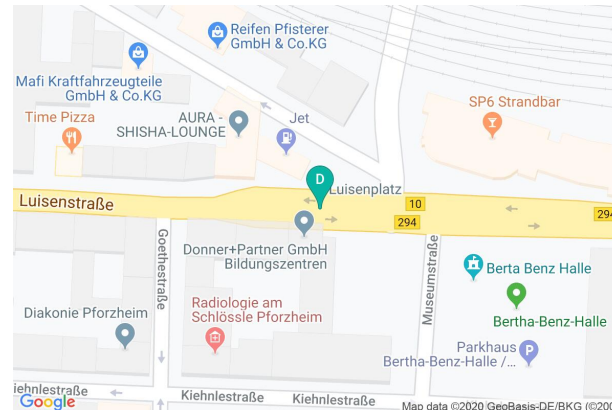 Reifen Pfisterer
GmbH & Co.KG
Mafi Kraftfahrzeugteile
GmbH & Co.KG
AURA -
SHISHA-LOUNGE
Jet
SP6 Strandbar
Time Pizza
D
Luisenplatz
Luisenstraße
10
294
294
Donner+Partner GmbH
Bildungszentren
Goethestraße
Museumstraße
Berta Benz Halle
Bertha-Benz-Halle
Radiologie am
Schlössle Pforzheim
Diakonie Pforzheim
Parkhaus
Bertha-Benz-Halle /...
Kiehnlestraße
Kiehnlestraße
Google
Map data ©2020 GeoBasis-DE/BKG (©200